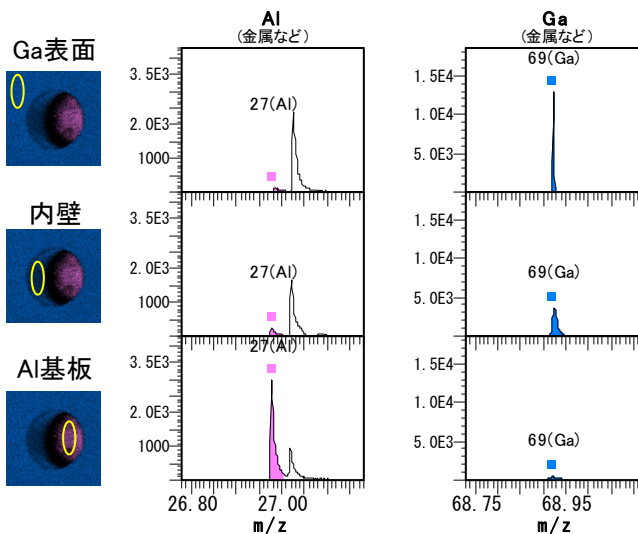 Al
(金属など)
Ga
(金属など)
Ga表面
3.5E3
2.0E3
1000
27(Al)
1.5E4
1.0E4
5.0E3
69(Ga)
内壁
3.5E3
2.0E3
1000
27(Al)
1.5E4
1.0E4
5.0E3
69(Ga)
Al基板
3.5E3
2.0E3
1000
27(Al)
1.5E4
1.0E4
5.0E3
69(Ga)
26.80 27.00
m/z
68.75 68.95
m/z